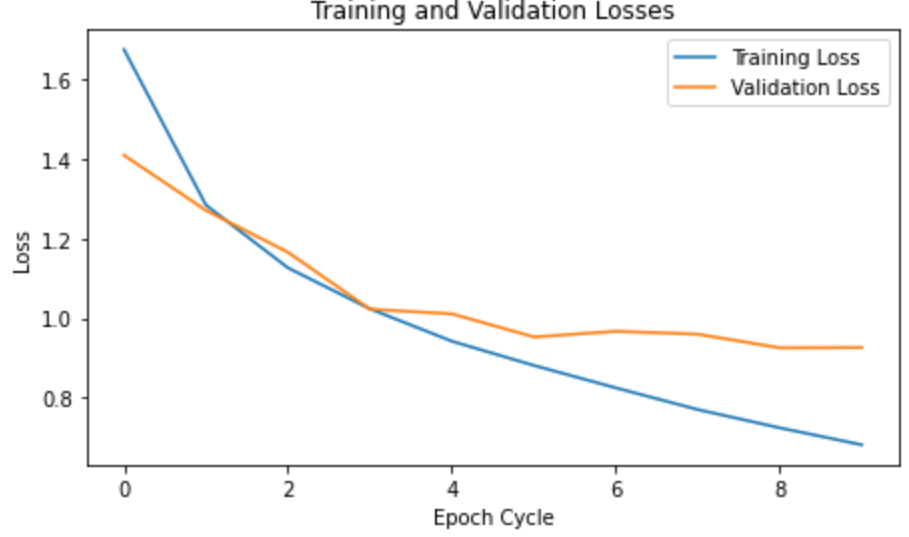 Training and Validation Losses
Training Loss
Validation Loss
1.6
1.4
1.2
1.0
0.8
Loss
0 2 4 6 8
Epoch Cycle